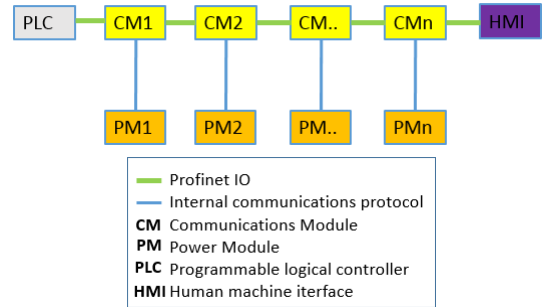 PLC CM1 CM2 CM.. CMn HMI
PM1 PM2 PM.. PMn
Profinet IO
Internal communications protocol
CM Communications Module
PM Power Module
PLC Programmable logical controller
HMI Human machine iterface